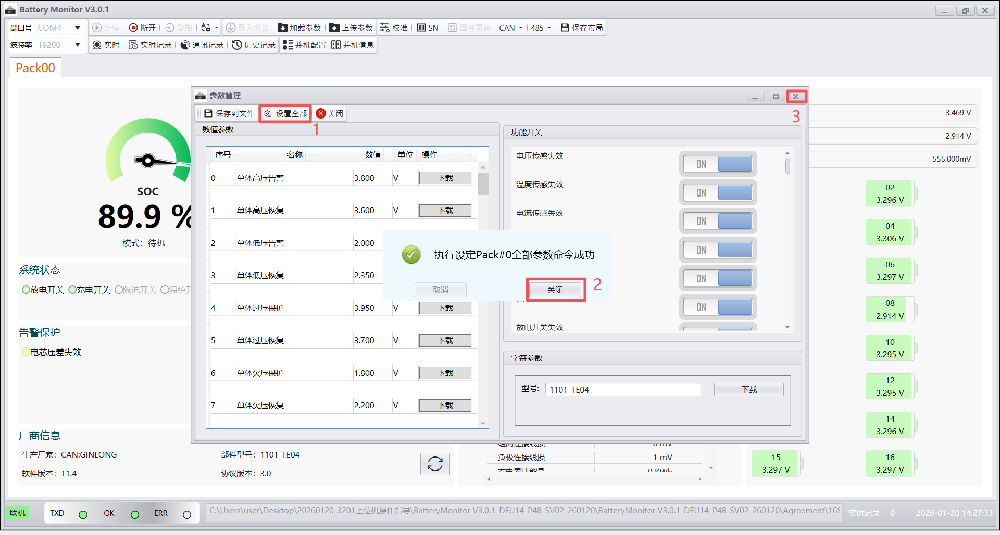 Battery Monitor V3.0.1
端口号 COM4 连接 断开 登陆 导入协议 加载参数 上传参数 校准 SN 固件更新 CAN 485 保存布局
波特率 19200 实时 实时记录 通讯记录 历史记录 并机配置 并机信息
Pack00
SOC
89.9 %
模式：待机
系统状态
放电开关 充电开关 限流开关 温控开
告警保护
电芯压差失效
厂商信息
生产厂家：CAN:GINLONG
部件型号：1101-TE04
软件版本：11.4
协议版本：3.0
参数管理
保存到文件 设置全部 关闭
1
3
数值参数
序号 名称 数值 单位 操作
0 单体高压告警 3.800 V 下载
1 单体高压恢复 3.600 V 下载
2 单体低压告警 2.000
3 单体低压恢复 2.350
4 单体过压保护 3.950 V 下载
5 单体过压恢复 3.700 V 下载
6 单体欠压保护 1.800 V 下载
7 单体欠压恢复 2.200 V 下载
执行设定Pack#0全部参数命令成功
取消 关闭
2
功能开关
电压传感失效 ON
温度传感失效 ON
电流传感失效 ON
ON
ON
ON
放电开关失效
字符参数
型号: 1101-TE04 下载
负极连接线损 1 mV
3.469 V
2.914 V
555.000mV
02
3.296 V
04
3.306 V
06
3.297 V
08
2.914 V
10
3.295 V
12
3.295 V
14
3.296 V
15
3.297 V
16
3.297 V
联机 TXD OK ERR
C:\Users\user\Desktop\20260120-3201上位机操作指导\BatteryMonitor V3.0.1_DFU14_P48_SV02_260120\BatteryMonitor V3.0.1_DFU14_P48_SV02_260120\Agreement\16S
实时记录 0 2026-01-20 14:27:33